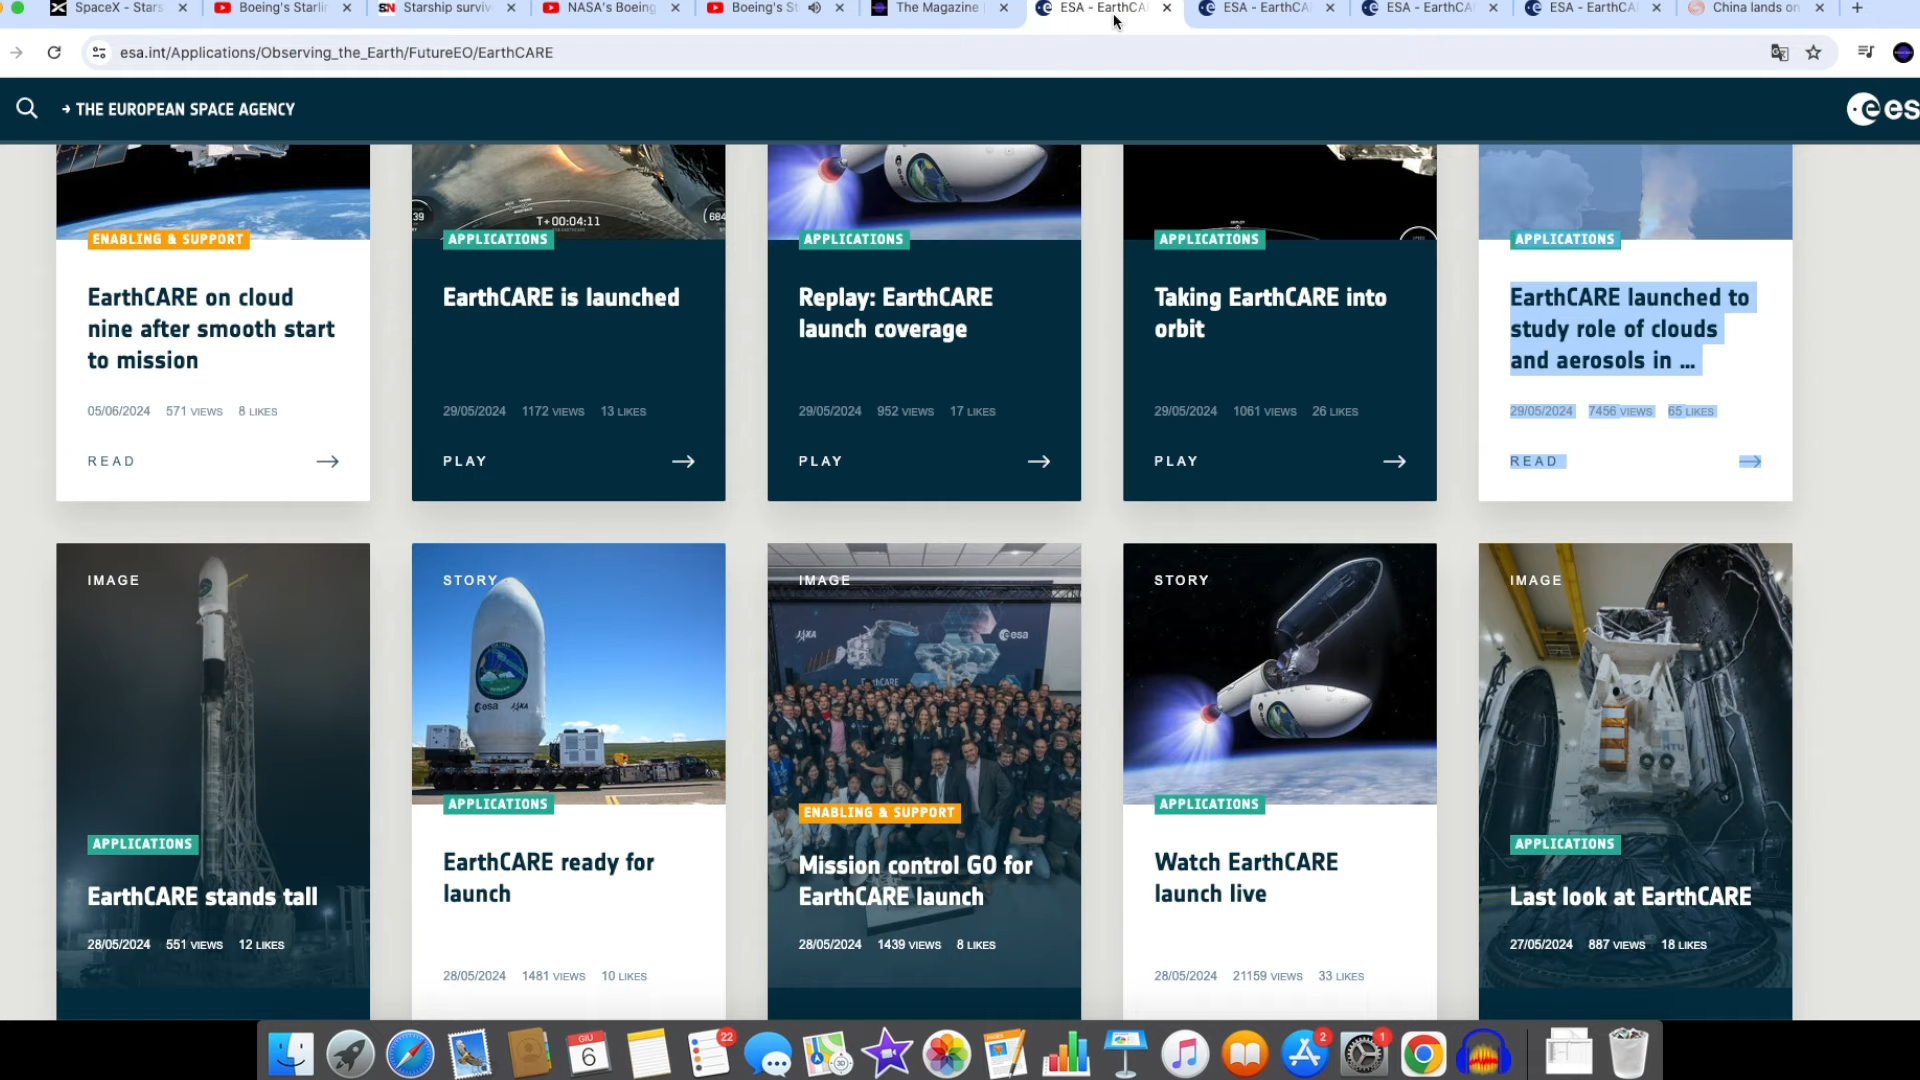 SpaceX - Stars
Boeing's Starli
Starship surviv
NASA's Boeing
Boeing's St
The Magazine
ESA - EarthCA
ESA - EarthCA
ESA - EarthCA
ESA - EarthCA
China lands on
esa.int/Applications/Observing_the_Earth/FutureEO/EarthCARE
→ THE EUROPEAN SPACE AGENCY
es
39
T+00:04:11
684
ENABLING & SUPPORT
APPLICATIONS
APPLICATIONS
APPLICATIONS
APPLICATIONS
EarthCARE on cloud
nine after smooth start
to mission
05/06/2024 571 VIEWS 8 LIKES
READ
EarthCARE is launched
29/05/2024 1172 VIEWS 13 LIKES
PLAY
Replay: EarthCARE
launch coverage
29/05/2024 952 VIEWS 17 LIKES
PLAY
Taking EarthCARE into
orbit
29/05/2024 1061 VIEWS 26 LIKES
PLAY
EarthCARE launched to
study role of clouds
and aerosols in ...
29/05/2024 7456 VIEWS 65 LIKES
READ
IMAGE
APPLICATIONS
EarthCARE stands tall
28/05/2024 551 VIEWS 12 LIKES
STORY
esa
APPLICATIONS
EarthCARE ready for
launch
28/05/2024 1481 VIEWS 10 LIKES
IMAGE
esa
EarthCARE
ENABLING & SUPPORT
Mission control GO for
EarthCARE launch
28/05/2024 1439 VIEWS 8 LIKES
STORY
APPLICATIONS
Watch EarthCARE
launch live
28/05/2024 21159 VIEWS 33 LIKES
IMAGE
APPLICATIONS
Last look at EarthCARE
27/05/2024 887 VIEWS 18 LIKES
GIU
6
22
3D
2
1